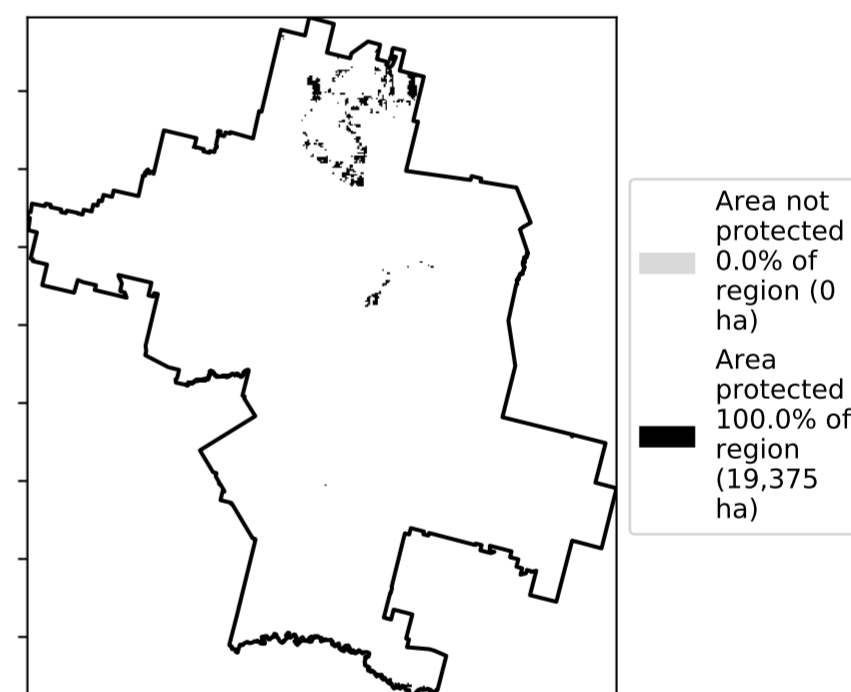 Area not
protected
0.0% of
region (0
ha)
Area
protected
100.0% of
region
(19,375
ha)